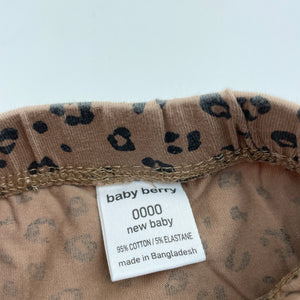 baby berry
0000
new baby
95% COTTON / 5% ELASTANE
made in Bangladesh